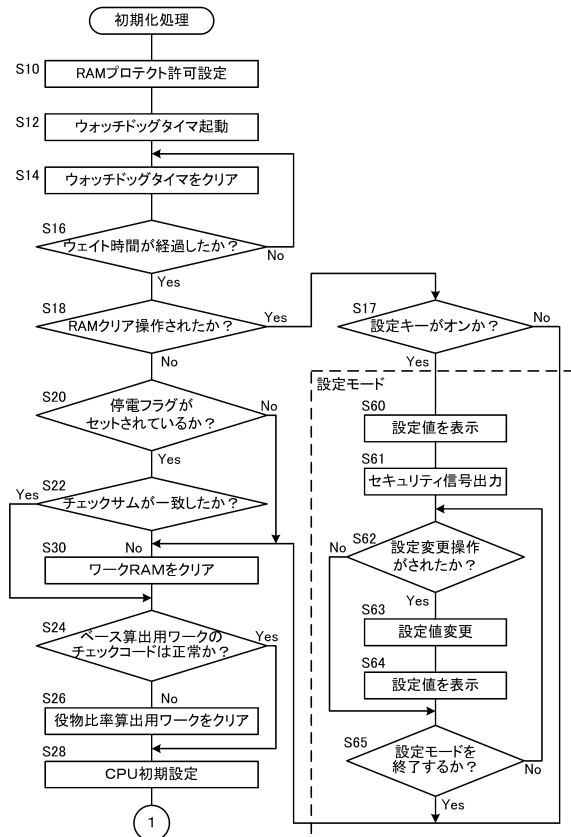 初期化処理
S10
RAMプロテクト許可設定
S12
ウォッチドッグタイマ起動
S14
ウォッチドッグタイマをクリア
S16
ウェイト時間が経過したか？
No
Yes
S18
RAMクリア操作されたか？
Yes
No
S17
設定キーがオンか？
No
Yes
S20
停電フラグが
セットされているか？
No
Yes
S22
チェックサムが一致したか？
Yes
No
S30
ワークRAMをクリア
S24
ベース算出用ワークの
チェックコードは正常か？
Yes
No
S26
役物比率算出用ワークをクリア
S28
CPU初期設定
1
設定モード
S60
設定値を表示
S61
セキュリティ信号出力
S62
設定変更操作
がされたか？
No
Yes
S63
設定値変更
S64
設定値を表示
S65
設定モードを
終了するか？
No
Yes